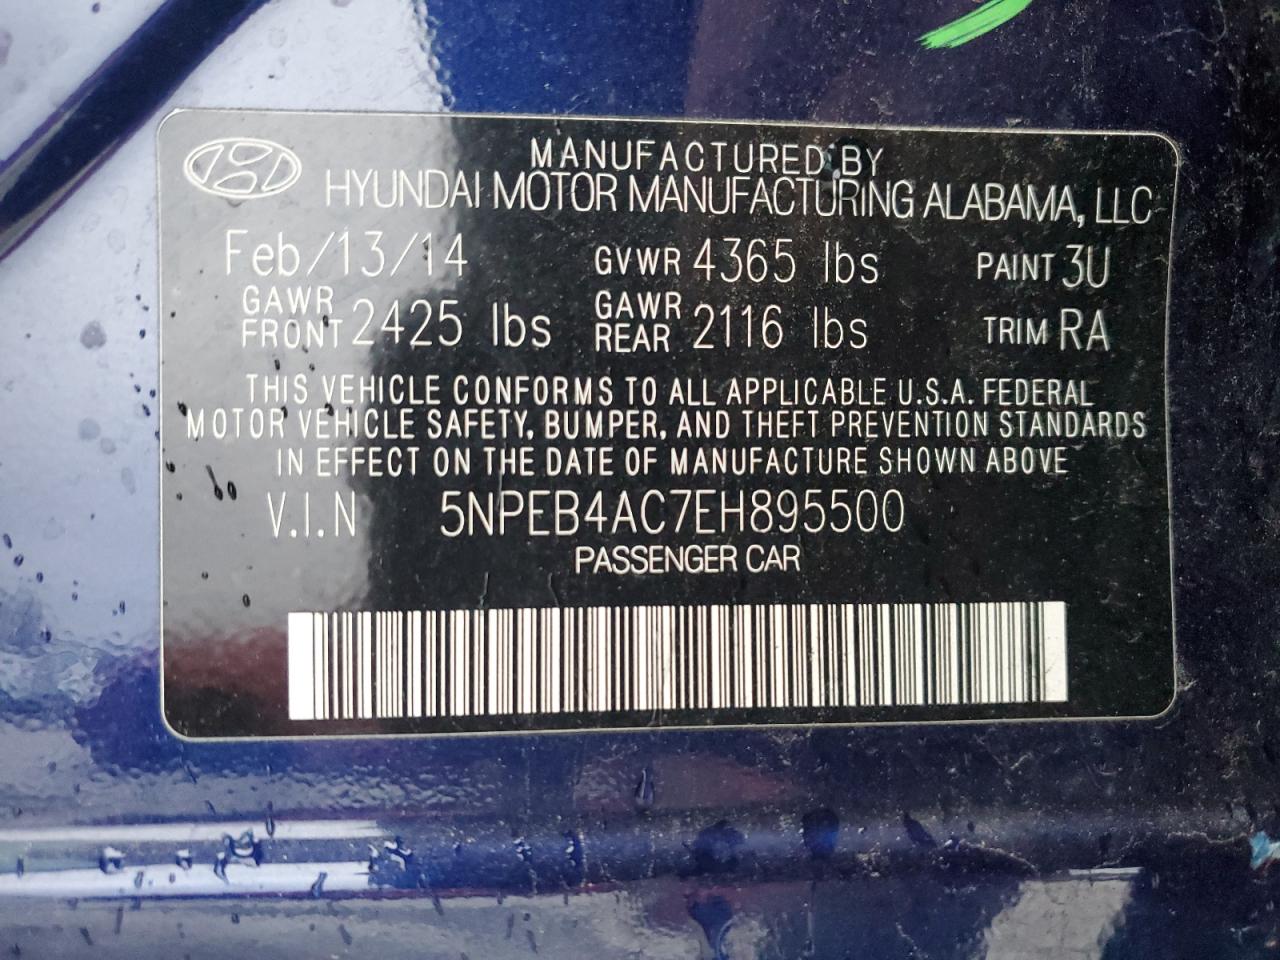 MANUFACTURED BY
HYUNDAI MOTOR MANUFACTURING ALABAMA, LLC
Feb/13/14 GVWR 4365 lbs PAINT 3U
GAWR FRONT 2425 lbs GAWR REAR 2116 lbs TRIM RA
THIS VEHICLE CONFORMS TO ALL APPLICABLE U.S.A. FEDERAL
MOTOR VEHICLE SAFETY, BUMPER, AND THEFT PREVENTION STANDARDS
IN EFFECT ON THE DATE OF MANUFACTURE SHOWN ABOVE
V.I.N 5NPEB4AC7EH895500
PASSENGER CAR